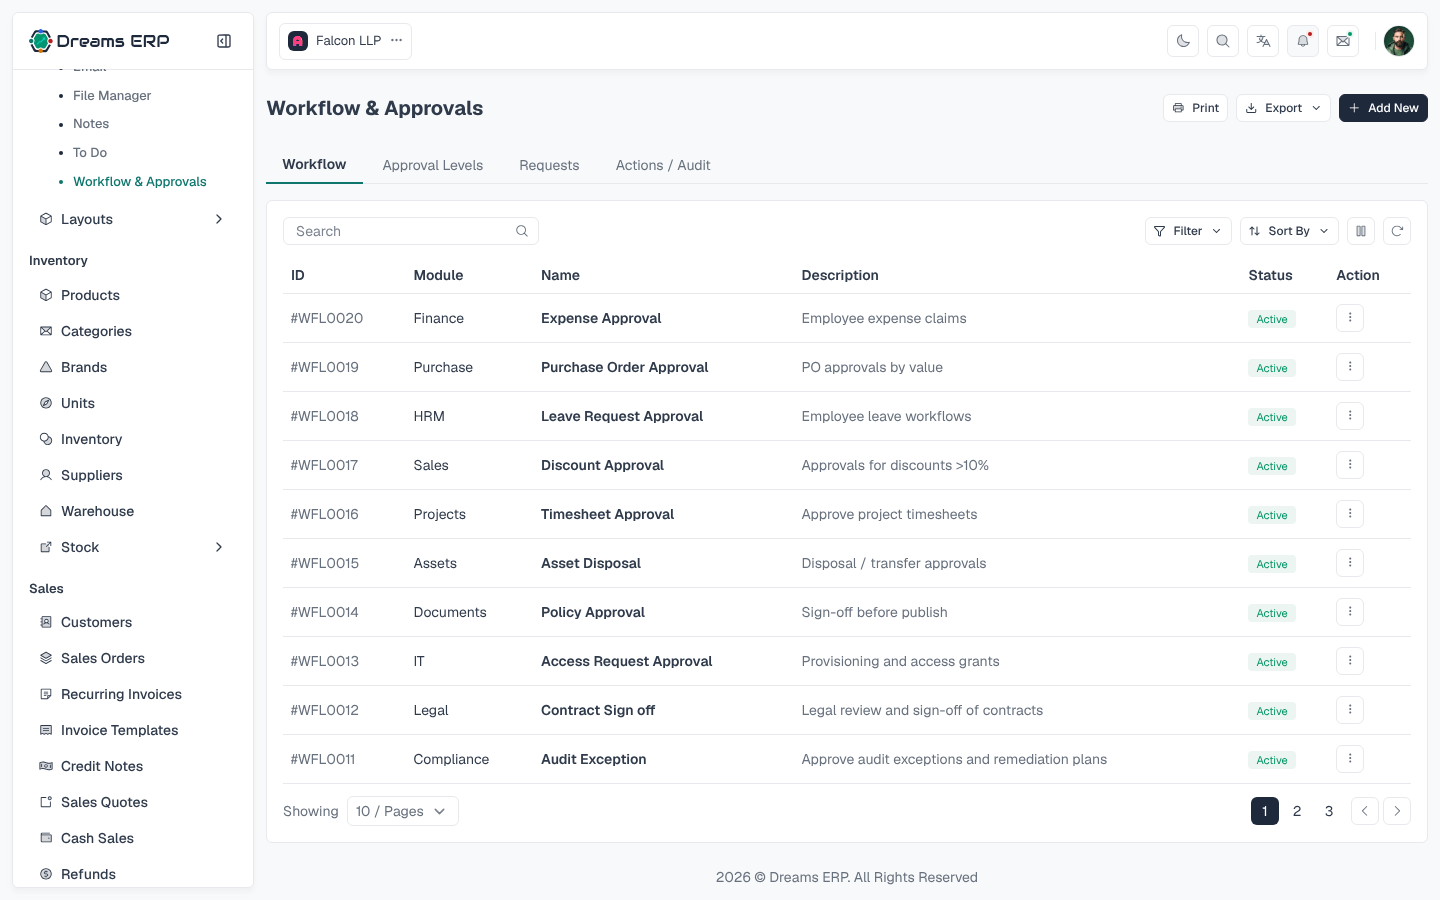 Dreams ERP
Email
File Manager
Notes
To Do
Workflow & Approvals
Layouts
Inventory
Products
Categories
Brands
Units
Inventory
Suppliers
Warehouse
Stock
Sales
Customers
Sales Orders
Recurring Invoices
Invoice Templates
Credit Notes
Sales Quotes
Cash Sales
Refunds
Falcon LLP
Workflow & Approvals
Print
Export
Add New
Workflow Approval Levels Requests Actions / Audit
Search
Filter
Sort By
ID Module Name Description Status Action
#WFL0020 Finance Expense Approval Employee expense claims Active
#WFL0019 Purchase Purchase Order Approval PO approvals by value Active
#WFL0018 HRM Leave Request Approval Employee leave workflows Active
#WFL0017 Sales Discount Approval Approvals for discounts >10% Active
#WFL0016 Projects Timesheet Approval Approve project timesheets Active
#WFL0015 Assets Asset Disposal Disposal / transfer approvals Active
#WFL0014 Documents Policy Approval Sign-off before publish Active
#WFL0013 IT Access Request Approval Provisioning and access grants Active
#WFL0012 Legal Contract Sign off Legal review and sign-off of contracts Active
#WFL0011 Compliance Audit Exception Approve audit exceptions and remediation plans Active
Showing 10 / Pages
1 2 3
2026 © Dreams ERP. All Rights Reserved